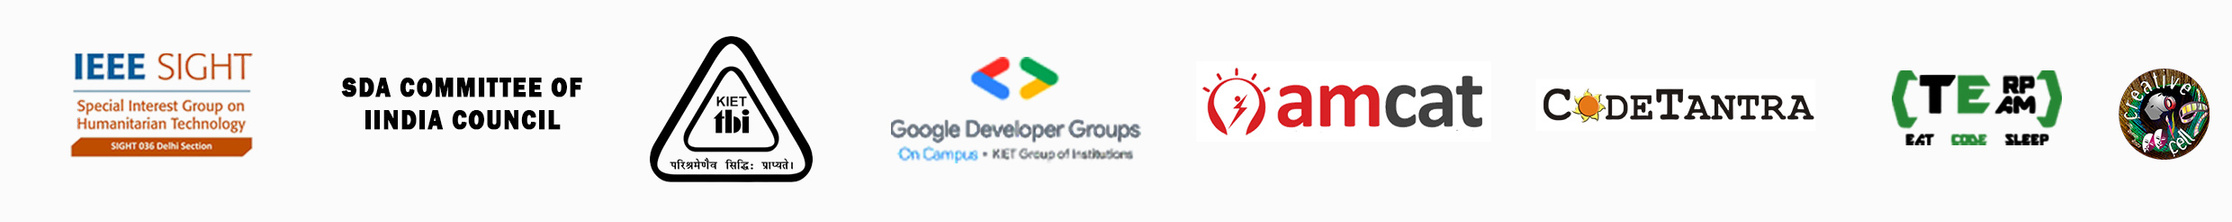 IEEE SIGHT
Special Interest Group on
Humanitarian Technology
SIGHT 036 Delhi Section
SDA COMMITTEE OF
IINDIA COUNCIL
KIET
tbi
परिश्रमेणैव सिद्धिः प्राप्यते।
Google Developer Groups
On Campus • KIET Group of Institutions
amcat
CODETANTRA
{TE RP
AM}
EAT CODE SLEEP
Creative
Fell